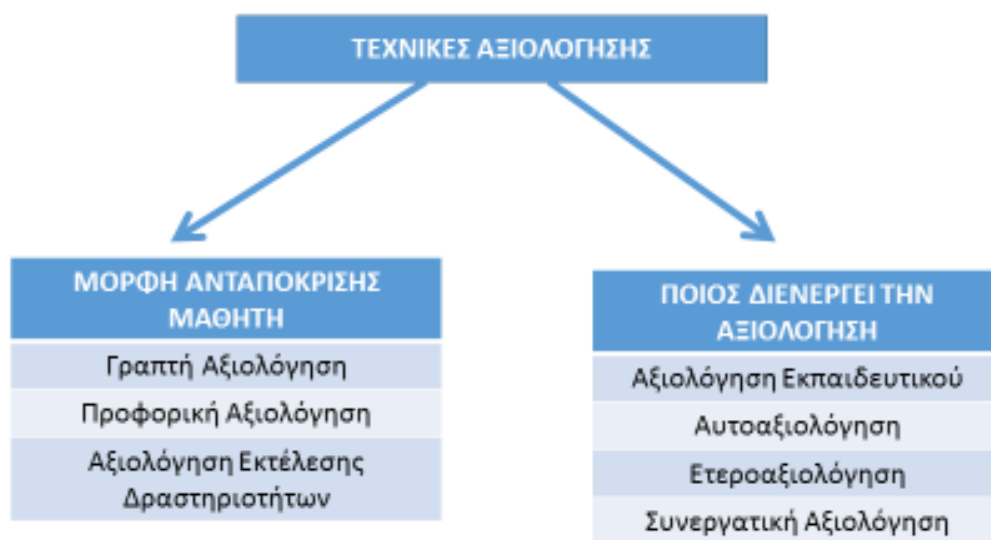 ΤΕΧΝΙΚΕΣ ΑΞΙΟΛΟΓΗΣΗΣ
ΜΟΡΦΗ ΑΝΤΑΠΟΚΡΙΣΗΣ
ΜΑΘΗΤΗ
Γραπτή Αξιολόγηση
Προφορική Αξιολόγηση
Αξιολόγηση Εκτέλεσης
Δραστηριοτήτων
ΠΟΙΟΣ ΔΙΕΝΕΡΓΕΙ ΤΗΝ
ΑΞΙΟΛΟΓΗΣΗ
Αξιολόγηση Εκπαιδευτικού
Αυτοαξιολόγηση
Ετεροαξιολόγηση
Συνεργατική Αξιολόγηση